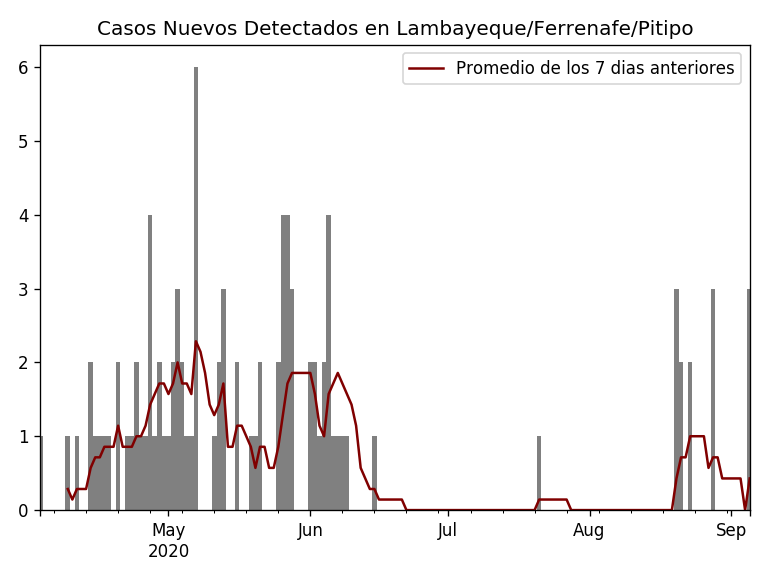 Casos Nuevos Detectados en Lambayeque/Ferrenafe/Pitipo
Promedio de los 7 dias anteriores
6
5
4
3
2
1
0
May
2020
Jun
Jul
Aug
Sep